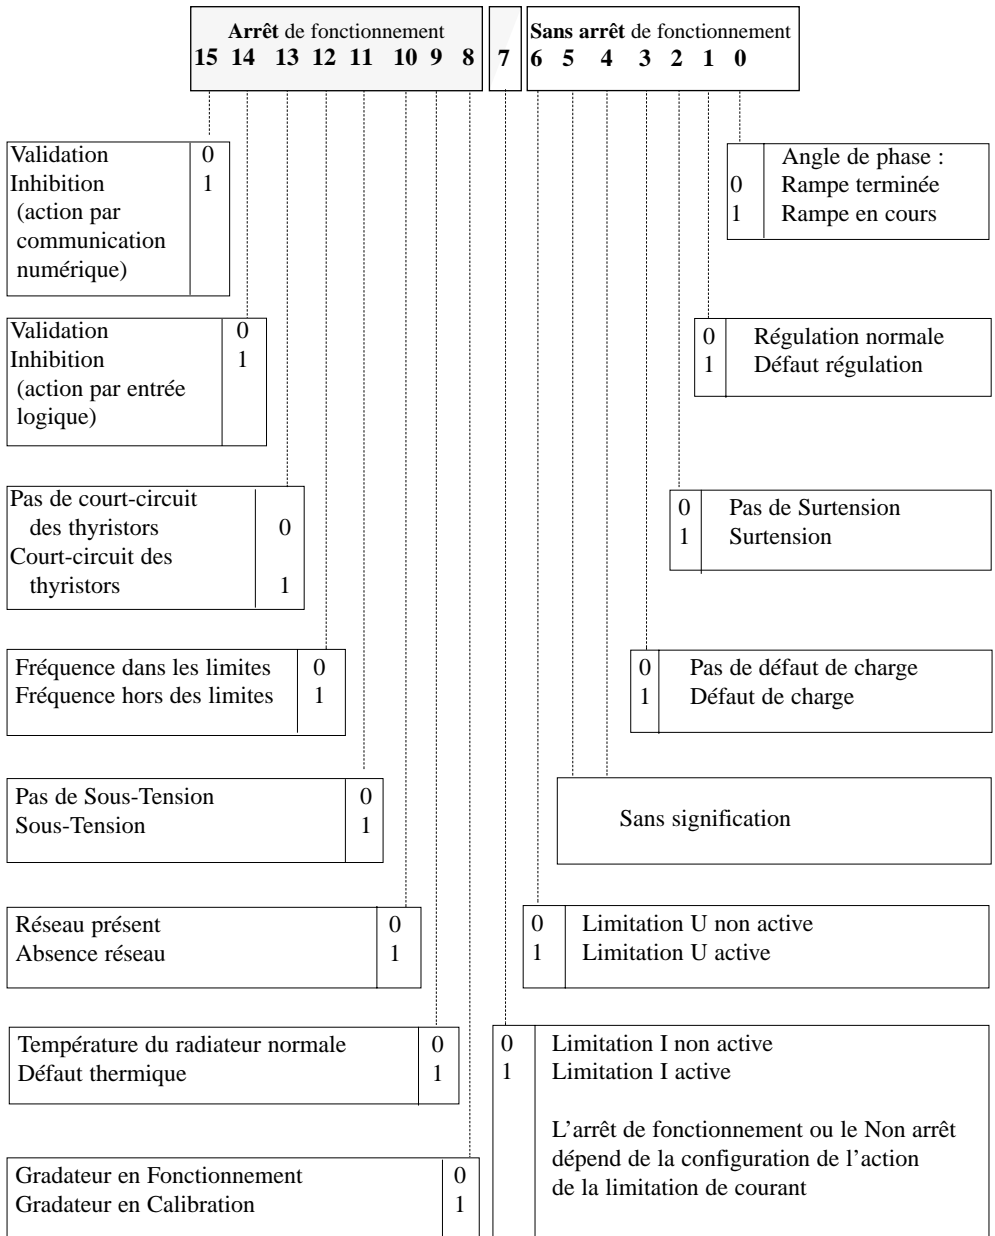 Arrêt de fonctionnement
15 14 13 12 11 10 9 8
7
Sans arrêt de fonctionnement
6 5 4 3 2 1 0
Validation 0
Inhibition 1
(action par
communication
numérique)
Angle de phase :
0 Rampe terminée
1 Rampe en cours
Validation 0
Inhibition 1
(action par entrée
logique)
0 Régulation normale
1 Défaut régulation
Pas de court-circuit
des thyristors 0
Court-circuit des
thyristors 1
0 Pas de Surtension
1 Surtension
Fréquence dans les limites 0
Fréquence hors des limites 1
0 Pas de défaut de charge
1 Défaut de charge
Pas de Sous-Tension 0
Sous-Tension 1
Sans signification
Réseau présent 0
Absence réseau 1
0 Limitation U non active
1 Limitation U active
Température du radiateur normale 0
Défaut thermique 1
0 Limitation I non active
1 Limitation I active
L'arrêt de fonctionnement ou le Non arrêt
dépend de la configuration de l'action
de la limitation de courant
Gradateur en Fonctionnement 0
Gradateur en Calibration 1